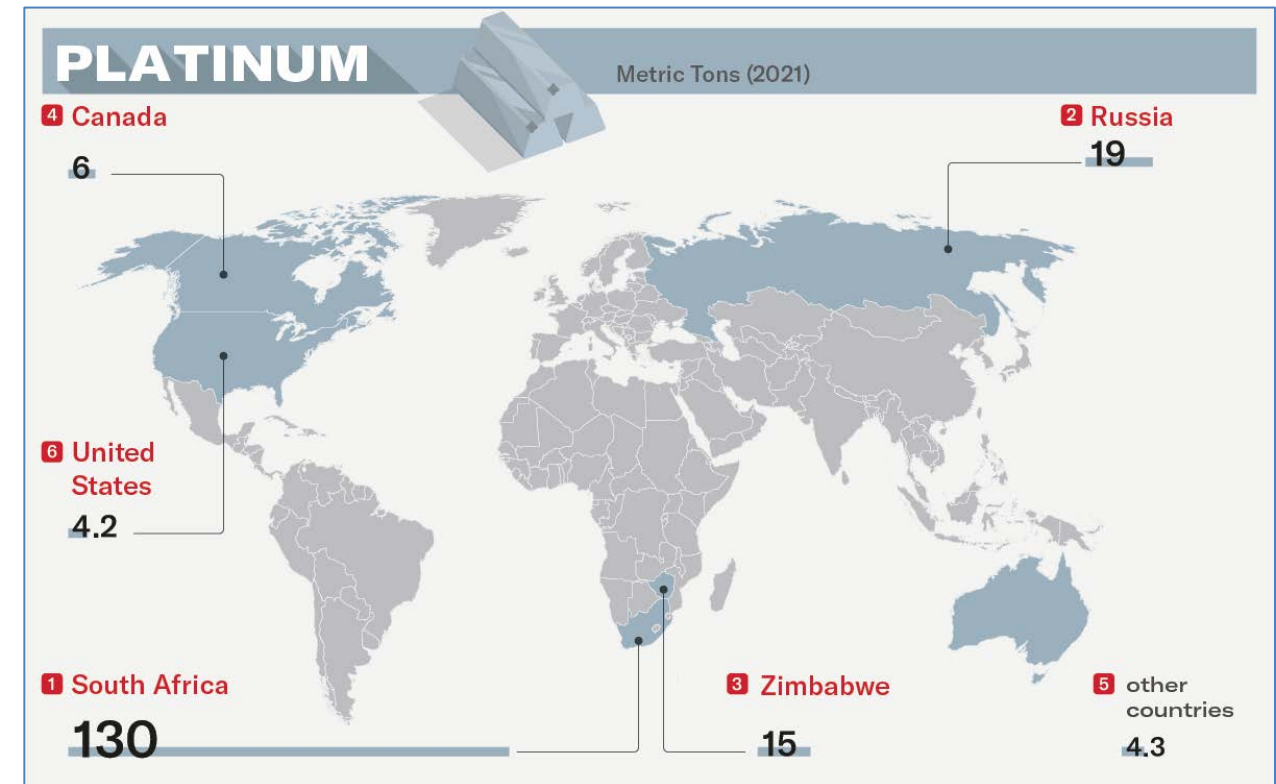 PLATINUM
Metric Tons (2021)
4 Canada
6
2 Russia
19
6 United
States
4.2
1 South Africa
130
3 Zimbabwe
15
5 other
countries
4.3